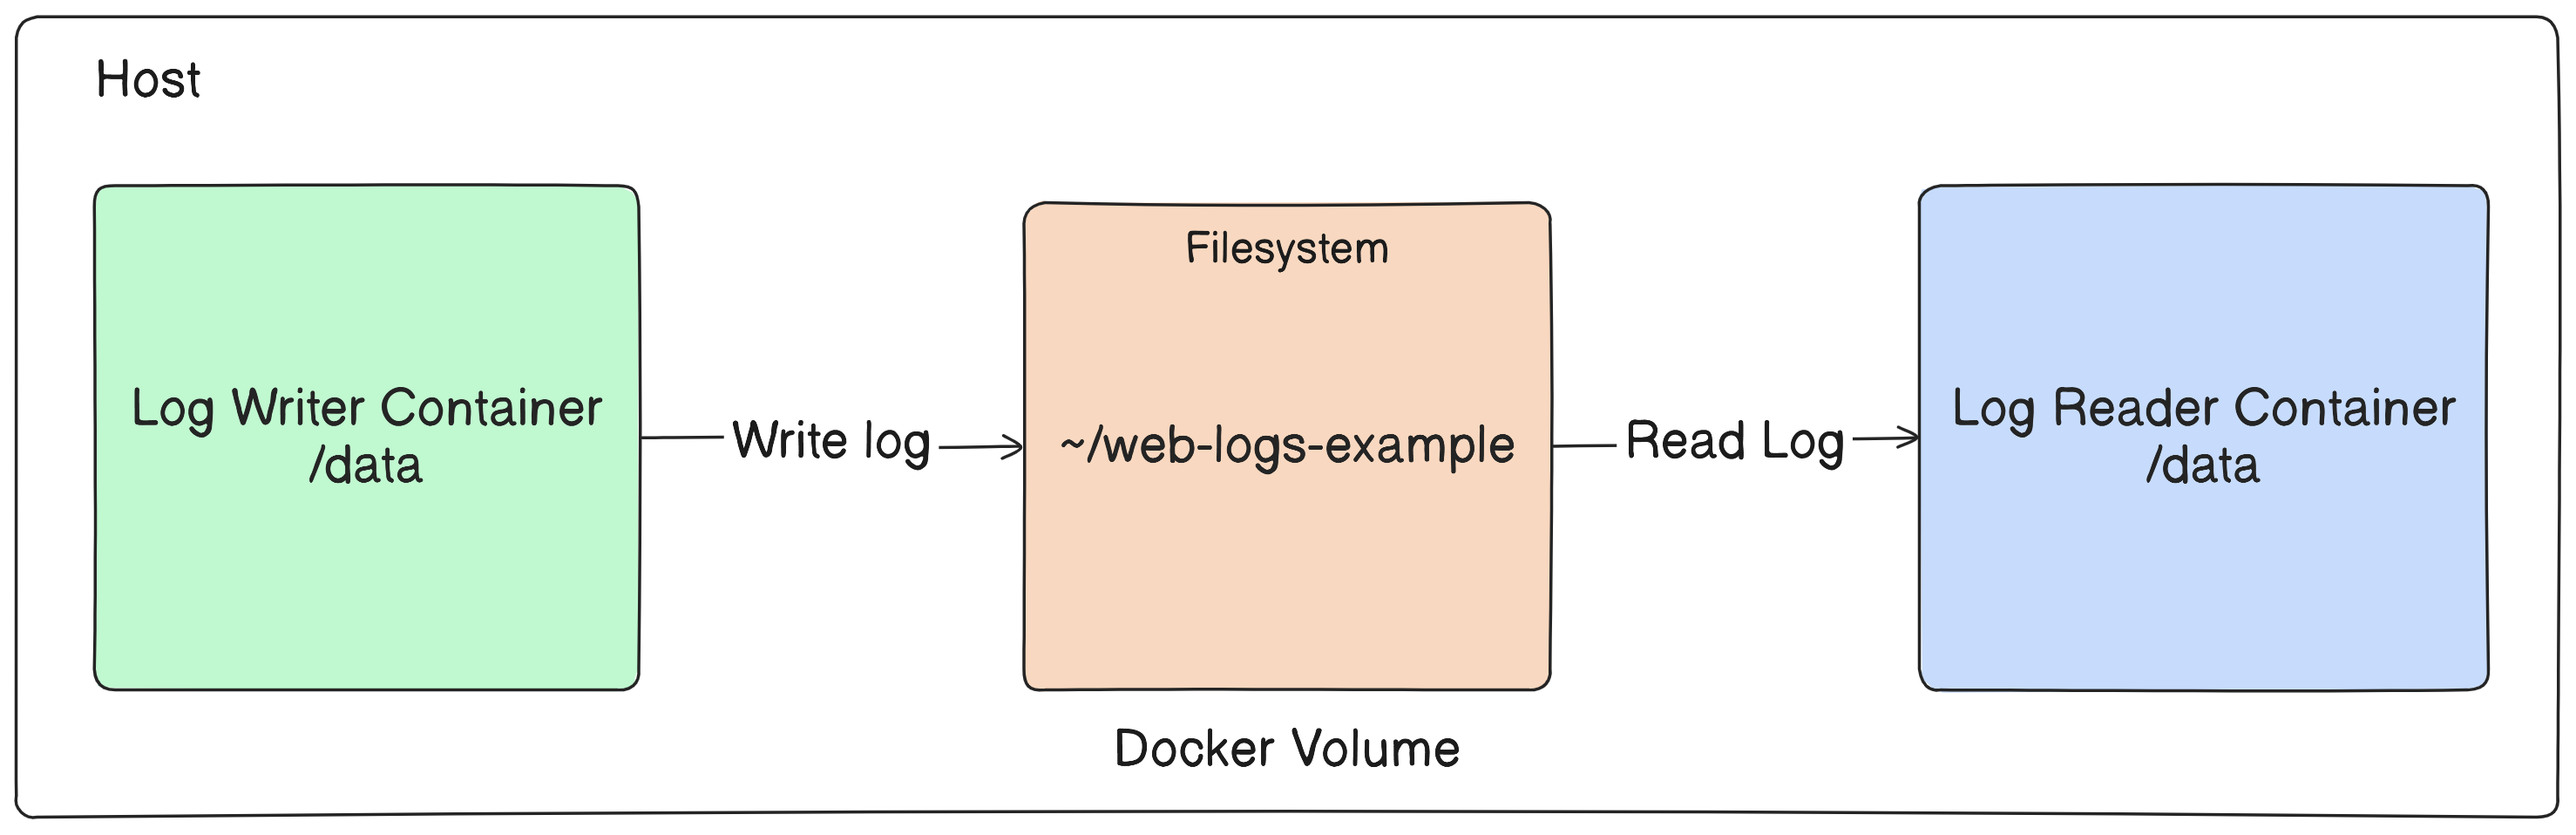 Host
Log Writer Container
/data
Write log
Filesystem
~/web-logs-example
Read Log
Log Reader Container
/data
Docker Volume